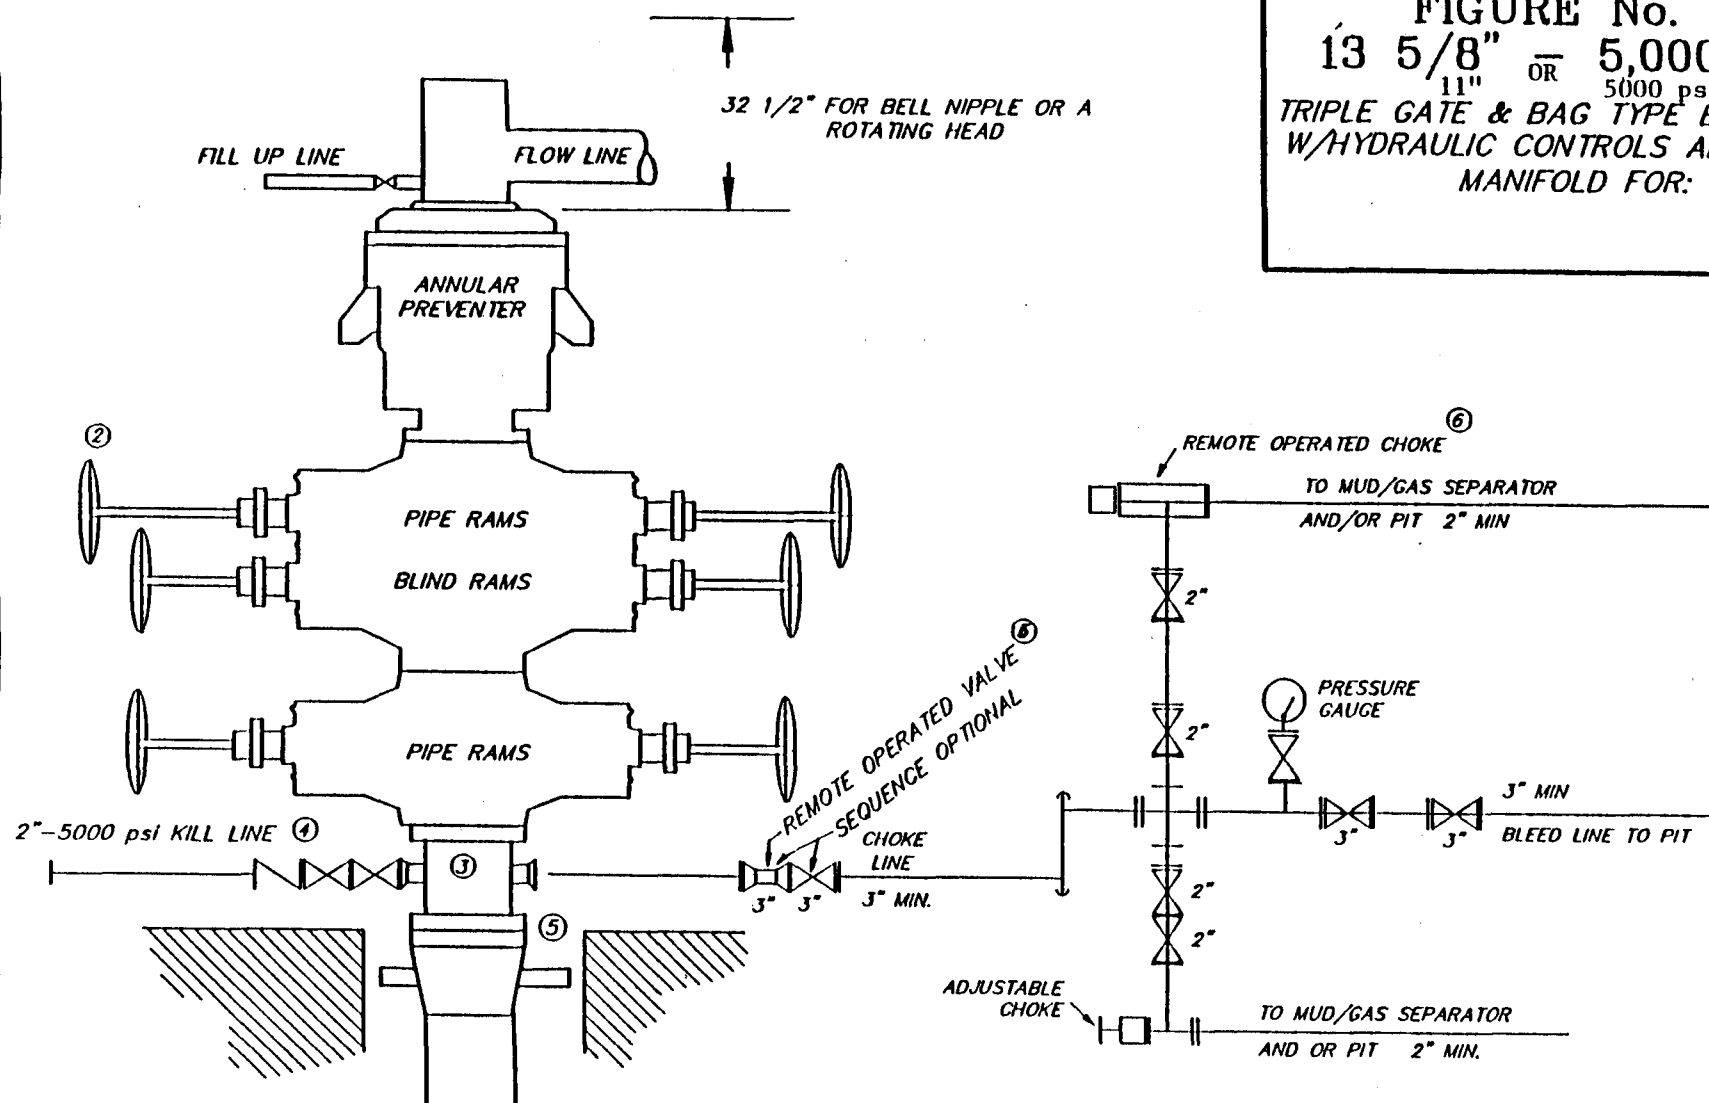 FIGURE No.
13 5/8" OR 5,000
11" 5000 ps
TRIPLE GATE & BAG TYPE
W/HYDRAULIC CONTROLS
MANIFOLD FOR:
32 1/2" FOR BELL NIPPLE OR A
ROTATING HEAD
FILL UP LINE
FLOW LINE
ANNULAR
PREVENTER
2
PIPE RAMS
BLIND RAMS
PIPE RAMS
2"-5000 psi KILL LINE 4
3
5
REMOTE OPERATED VALVE
SEQUENCE OPTIONAL
CHOKE
LINE
3" 3" 3" MIN.
6
REMOTE OPERATED CHOKE
TO MUD/GAS SEPARATOR
AND/OR PIT 2" MIN
2"
2"
PRESSURE
GAUGE
3" MIN
3" 3" BLEED LINE TO PIT
2"
2"
ADJUSTABLE
CHOKE
TO MUD/GAS SEPARATOR
AND OR PIT 2" MIN.